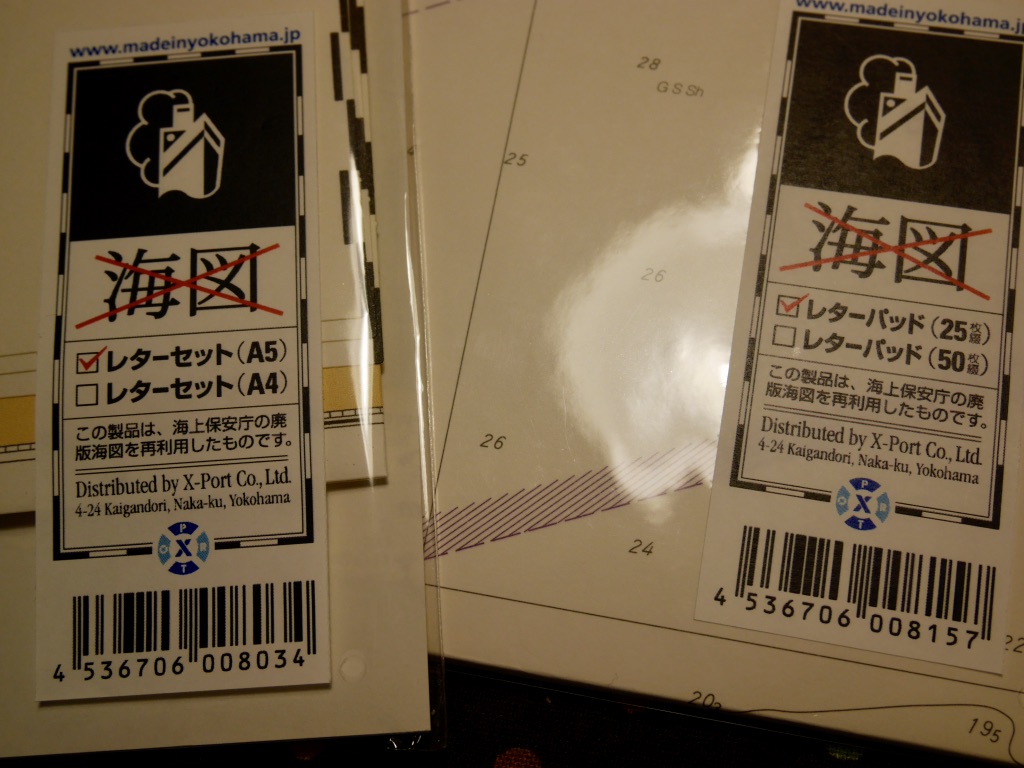 www.madeinyokohama.jp
海図
レターセット(A5)
レターセット(A4)
この製品は、海上保安庁の廃
版海図を再利用したものです。
Distributed by X-Port Co., Ltd.
4-24 Kaigandori, Naka-ku, Yokohama
P
O X R
T
4 536706 008034
28
GSSh
25
26
26
24
20₂
19₅
22
www.madeinyokohama.jp
海図
レターパッド(25枚綴)
レターパッド(50枚綴)
この製品は、海上保安庁の廃
版海図を再利用したものです。
Distributed by X-Port Co., Ltd.
4-24 Kaigandori, Naka-ku, Yokohama
P
O X R
T
4 536706 008157